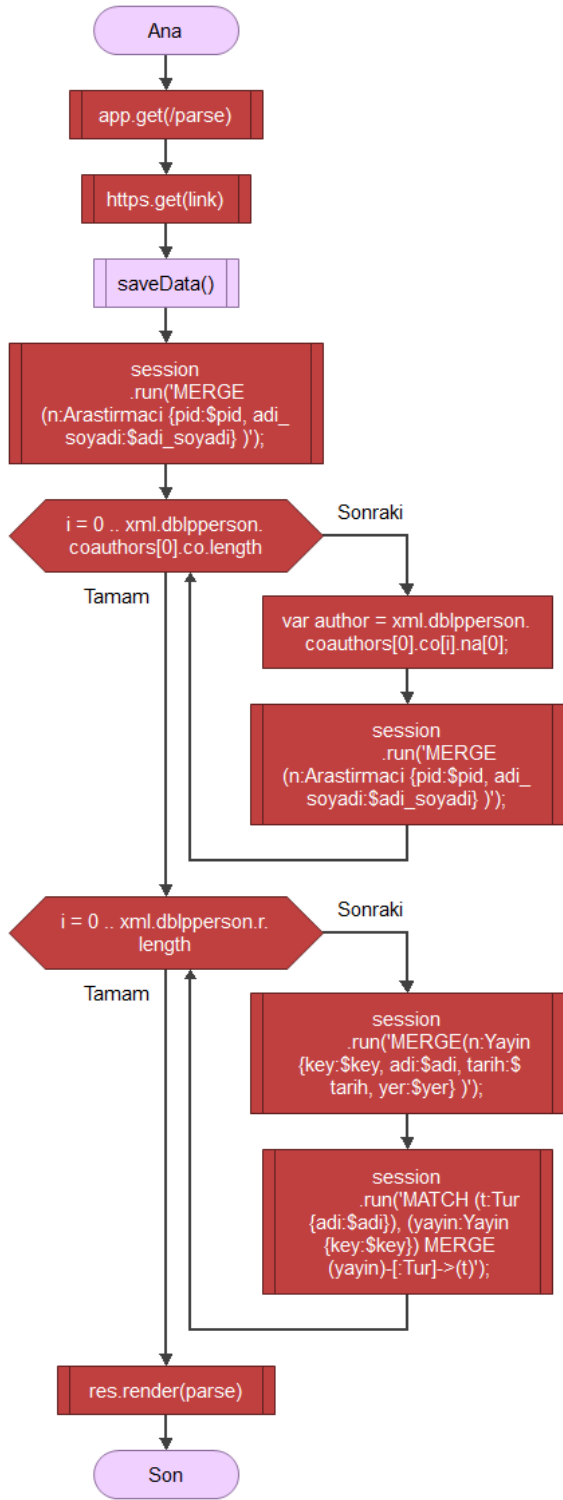 Ana
app.get(/parse)
https.get(link)
saveData()
session
.run('MERGE
(n:Arastirmaci {pid:$pid, adi_
soyadi:$adi_soyadi} )');
i = 0 .. xml.dblpperson.
coauthors[0].co.length
Sonraki
Tamam
var author = xml.dblpperson.
coauthors[0].co[i].na[0];
session
.run('MERGE
(n:Arastirmaci {pid:$pid, adi_
soyadi:$adi_soyadi} )');
i = 0 .. xml.dblpperson.r.
length
Sonraki
Tamam
session
.run('MERGE(n:Yayin
{key:$key, adi:$adi, tarih:$
tarih, yer:$yer} )');
session
.run('MATCH (t:Tur
{adi:$adi}), (yayin:Yayin
{key:$key}) MERGE
(yayin)-[:Tur]->(t)');
res.render(parse)
Son